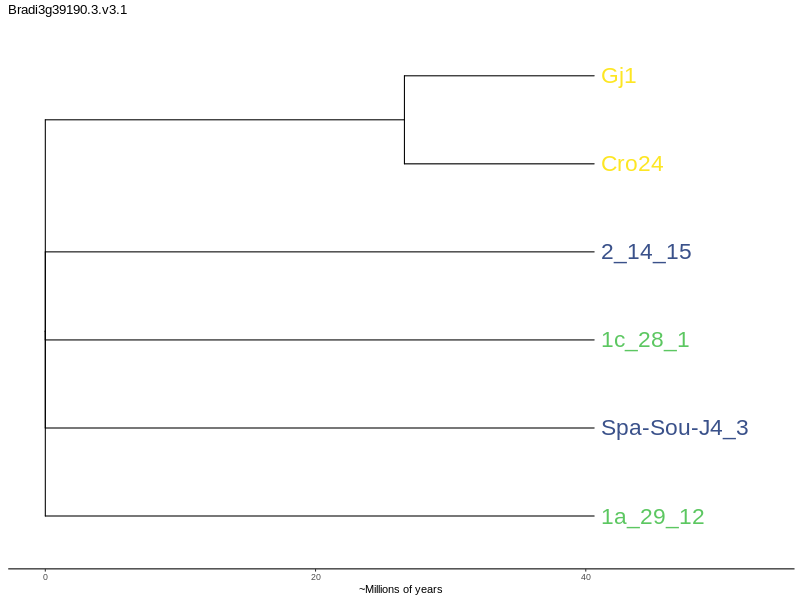 Bradi3g39190.3.v3.1
Gj1
Cro24
2_14_15
1c_28_1
Spa-Sou-J4_3
1a_29_12
0 20 40
~Millions of years